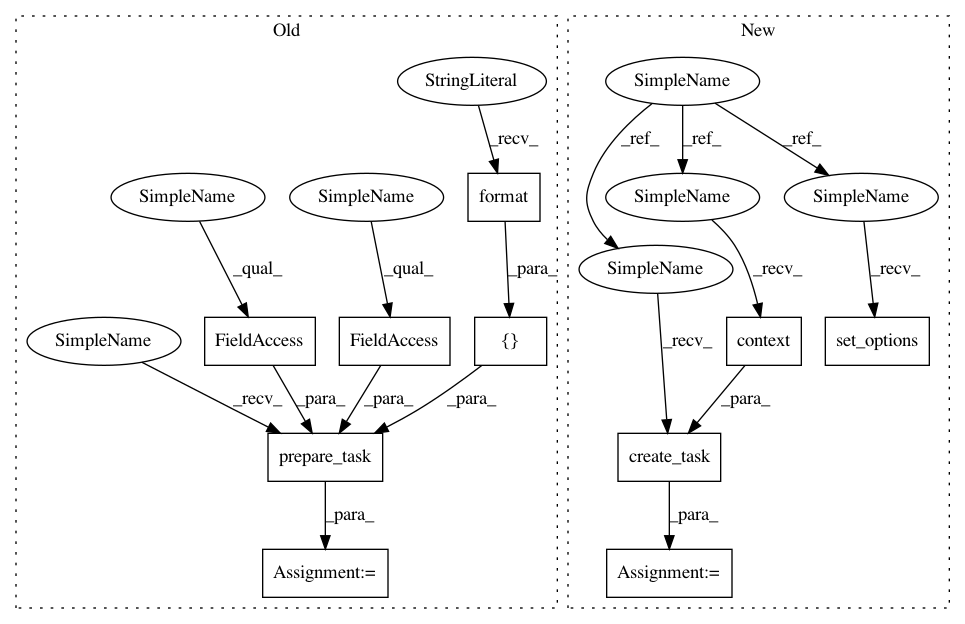 Old
New
StringLiteral
SimpleName
_recv_
_ref_
_ref_
_ref_
SimpleName
SimpleName
format
SimpleName
SimpleName
_qual_
_qual_
_para_
SimpleName
_recv_
_recv_
SimpleName
FieldAccess
FieldAccess
{}
_recv_
context
set_options
_recv_
_para_
_para_
_para_
_para_
prepare_task
create_task
_para_
_para_
Assignment:=
Assignment:=